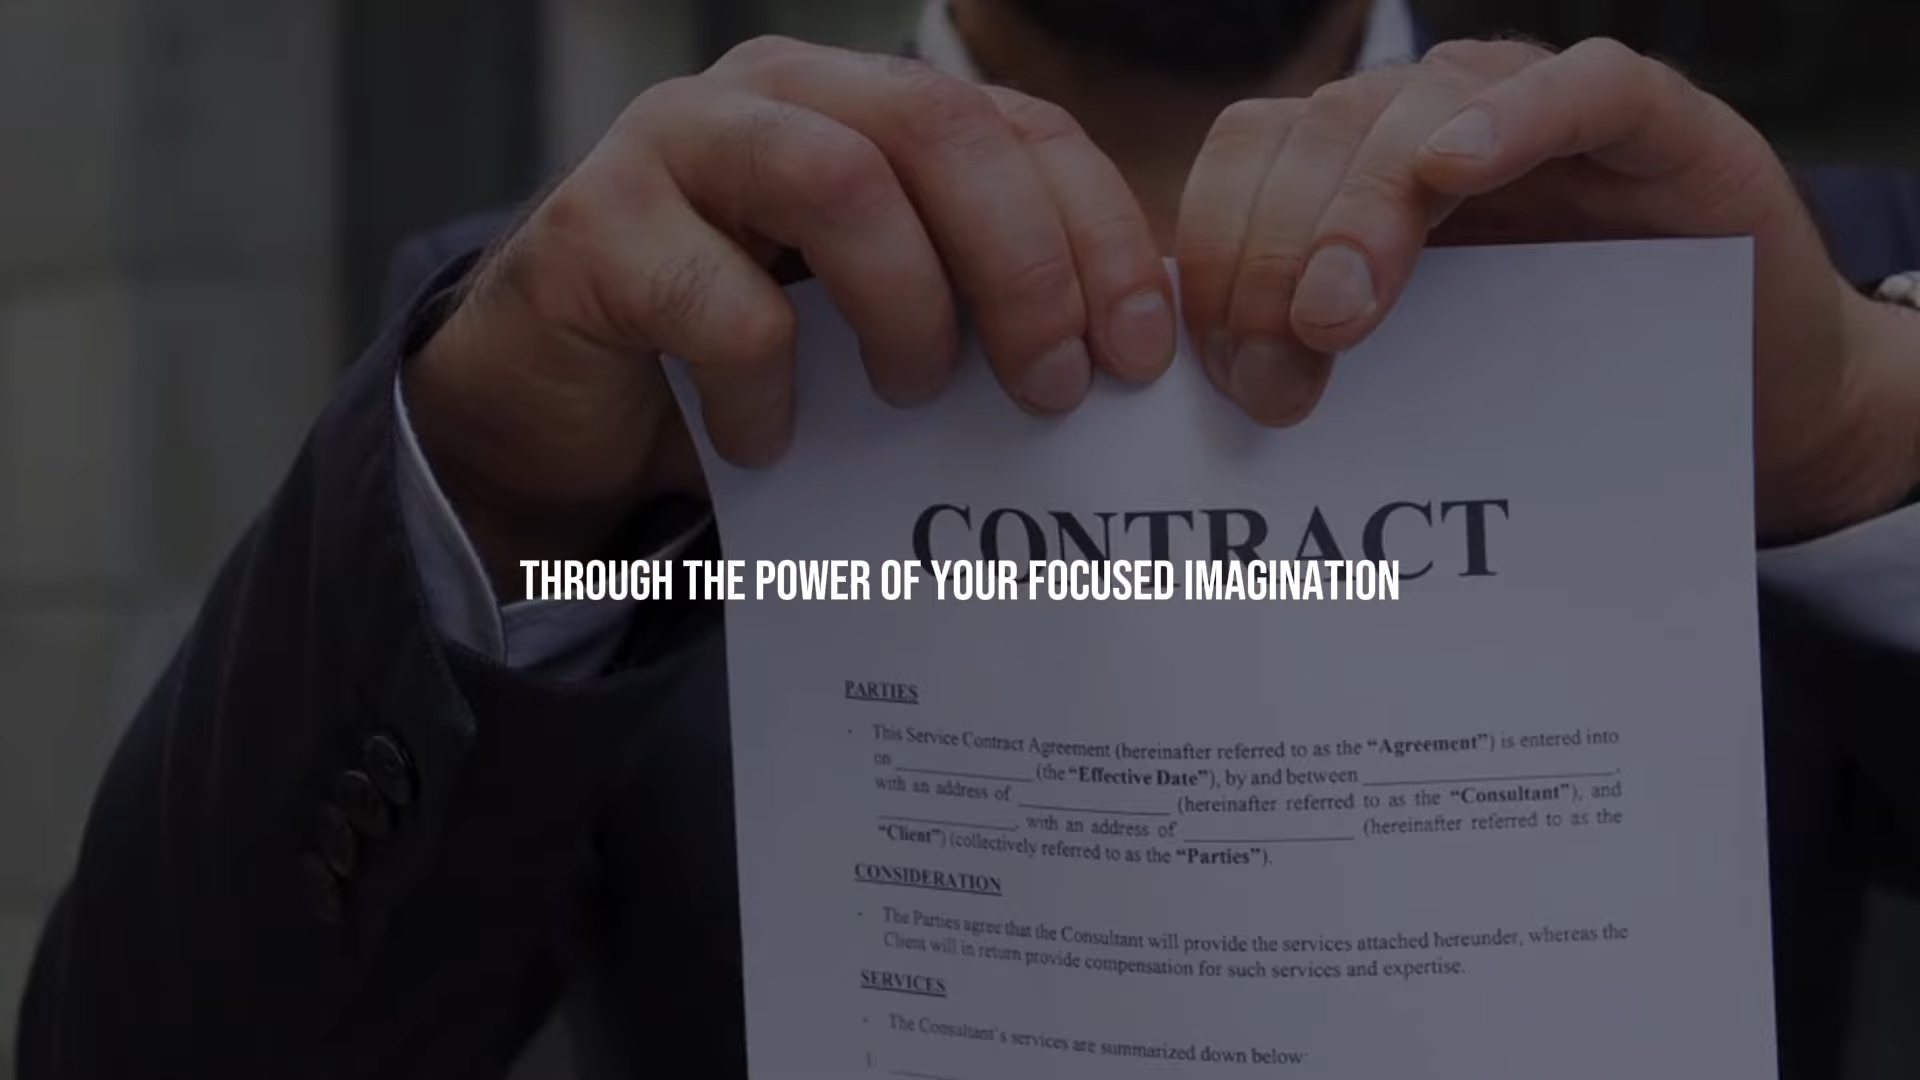 CONTRACT
THROUGH THE POWER OF YOUR FOCUSED IMAGINATION
PARTIES
- This Service Contract Agreement (hereinafter referred to as the “Agreement”) is entered into
on ____________ (the “Effective Date”), by and between ____________________,
with an address of ____________ (hereinafter referred to as the “Consultant”), and
____________, with an address of ____________ (hereinafter referred to as the
“Client”) (collectively referred to as the “Parties”).
CONSIDERATION
- The Parties agree that the Consultant will provide the services attached hereunder, whereas the
Client will in return provide compensation for such services and expertise.
SERVICES
- The Consultant's services are summarized down below:
1. ____________